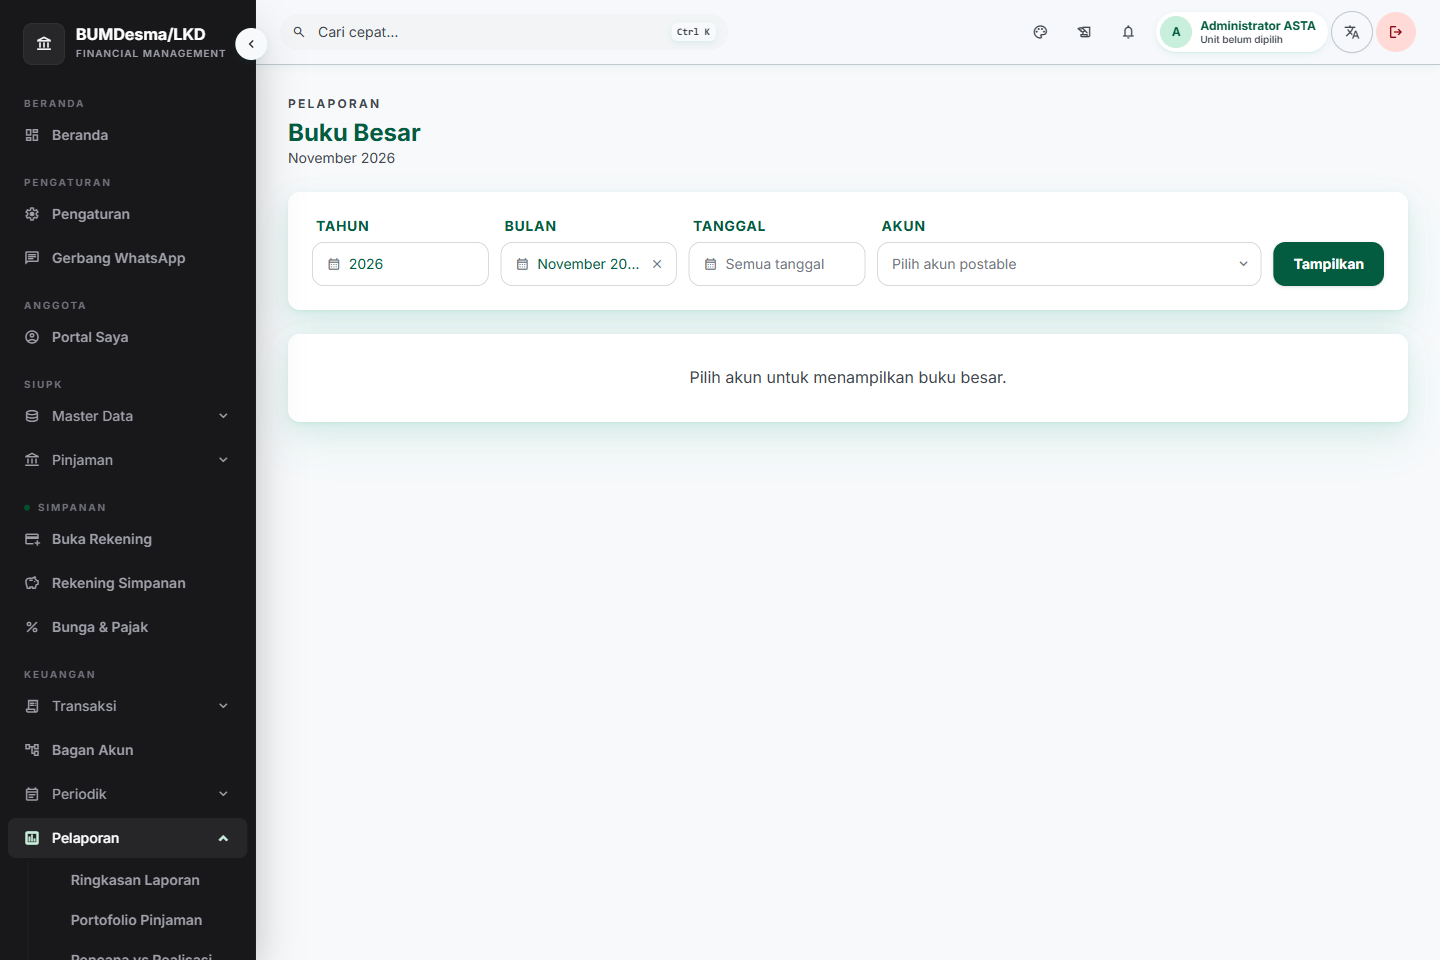 BUMDesma/LKD
FINANCIAL MANAGEMENT
BERANDA
Beranda
PENGATURAN
Pengaturan
Gerbang WhatsApp
ANGGOTA
Portal Saya
SIUPK
Master Data
Pinjaman
SIMPANAN
Buka Rekening
Rekening Simpanan
Bunga & Pajak
KEUANGAN
Transaksi
Bagan Akun
Periodik
Pelaporan
Ringkasan Laporan
Portofolio Pinjaman
Rencana vs Realisasi
Cari cepat...
Ctrl K
A
Administrator ASTA
Unit belum dipilih
PELAPORAN
Buku Besar
November 2026
TAHUN
2026
BULAN
November 20...
TANGGAL
Semua tanggal
AKUN
Pilih akun postable
Tampilkan
Pilih akun untuk menampilkan buku besar.